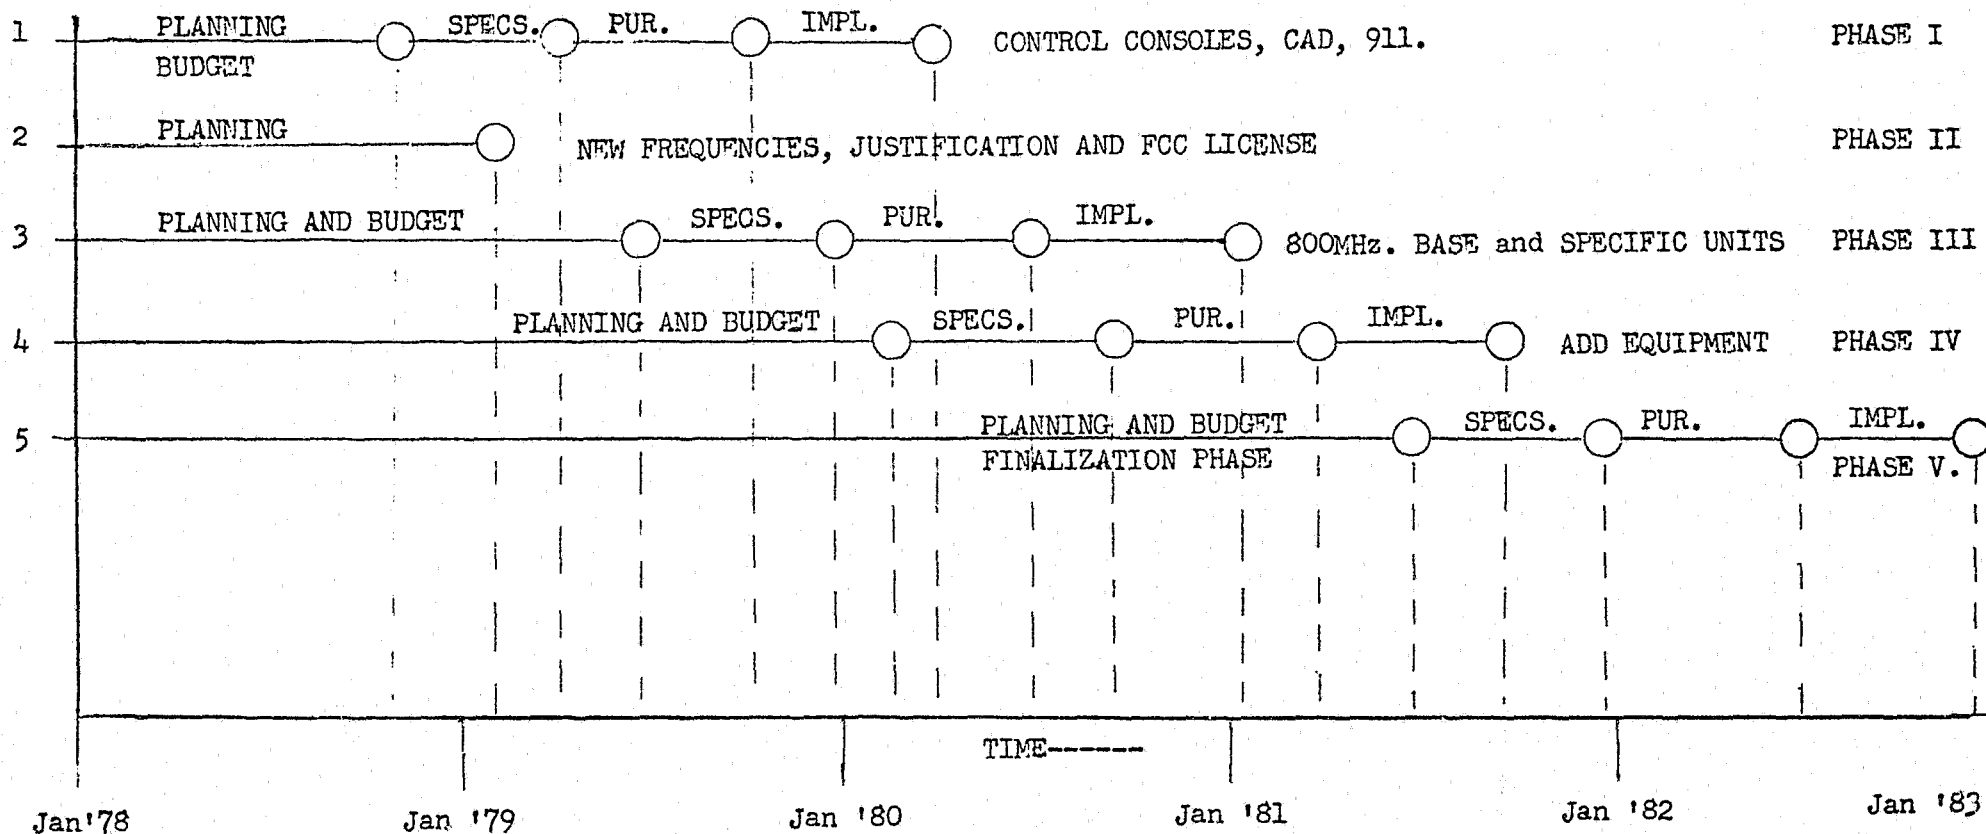 1 PLANNING SPECS. PUR. IMPL. CONTROL CONSOLES, CAD, 911. PHASE I
BUDGET
2 PLANNING NEW FREQUENCIES, JUSTIFICATION AND FCC LICENSE PHASE II
3 PLANNING AND BUDGET SPECS. PUR. IMPL. 800MHz. BASE and SPECIFIC UNITS PHASE III
4 PLANNING AND BUDGET SPECS. PUR. IMPL. ADD EQUIPMENT PHASE IV
5 PLANNING AND BUDGET SPECS. PUR. IMPL.
FINALIZATION PHASE PHASE V.
TIME------
Jan'78 Jan '79 Jan '80 Jan '81 Jan '82 Jan '83